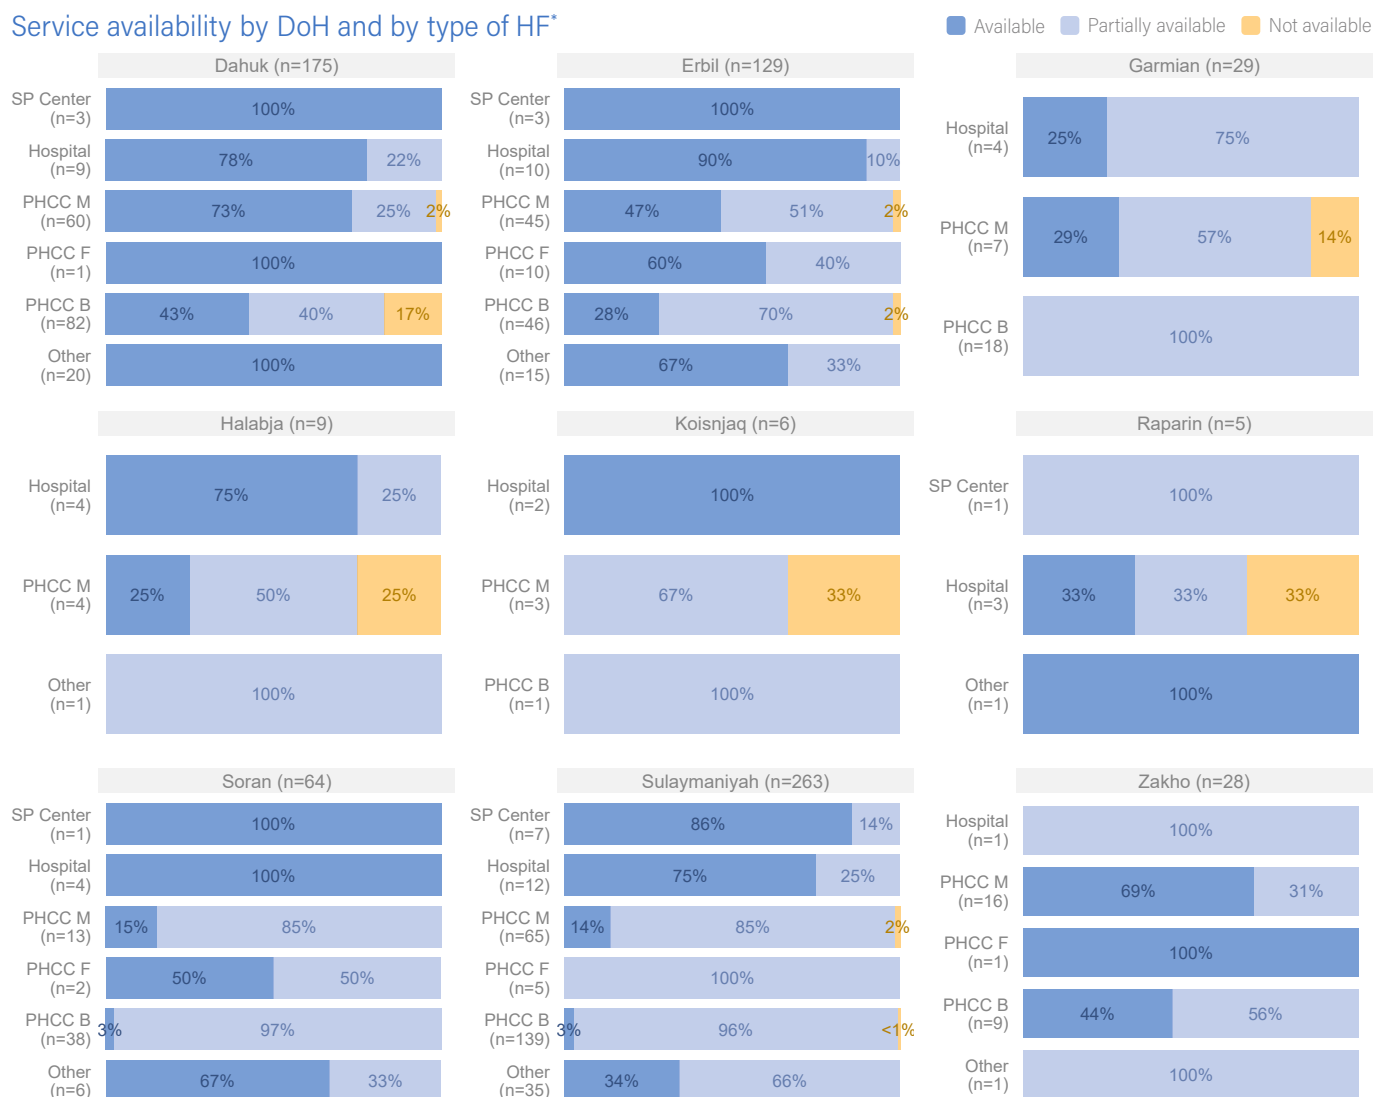 Service availability by DoH and by type of HF*
Available Partially available Not available
Dahuk (n=175)
SP Center
(n=3)
100%
Hospital
(n=9)
78% 22%
PHCC M
(n=60)
73% 25% 2%
PHCC F
(n=1)
100%
PHCC B
(n=82)
43% 40% 17%
Other
(n=20)
100%
Erbil (n=129)
SP Center
(n=3)
100%
Hospital
(n=10)
90% 10%
PHCC M
(n=45)
47% 51% 2%
PHCC F
(n=10)
60% 40%
PHCC B
(n=46)
28% 70% 2%
Other
(n=15)
67% 33%
Garmian (n=29)
Hospital
(n=4)
25% 75%
PHCC M
(n=7)
29% 57% 14%
PHCC B
(n=18)
100%
Halabja (n=9)
Hospital
(n=4)
75% 25%
PHCC M
(n=4)
25% 50% 25%
Other
(n=1)
100%
Koisnjaq (n=6)
Hospital
(n=2)
100%
PHCC M
(n=3)
67% 33%
PHCC B
(n=1)
100%
Raparin (n=5)
SP Center
(n=1)
100%
Hospital
(n=3)
33% 33% 33%
Other
(n=1)
100%
Soran (n=64)
SP Center
(n=1)
100%
Hospital
(n=4)
100%
PHCC M
(n=13)
15% 85%
PHCC F
(n=2)
50% 50%
PHCC B
(n=38)
3% 97%
Other
(n=6)
67% 33%
Sulaymaniyah (n=263)
SP Center
(n=7)
86% 14%
Hospital
(n=12)
75% 25%
PHCC M
(n=65)
14% 85% 2%
PHCC F
(n=5)
100%
PHCC B
(n=139)
3% 96% <1%
Other
(n=35)
34% 66%
Zakho (n=28)
Hospital
(n=1)
100%
PHCC M
(n=16)
69% 31%
PHCC F
(n=1)
100%
PHCC B
(n=9)
44% 56%
Other
(n=1)
100%